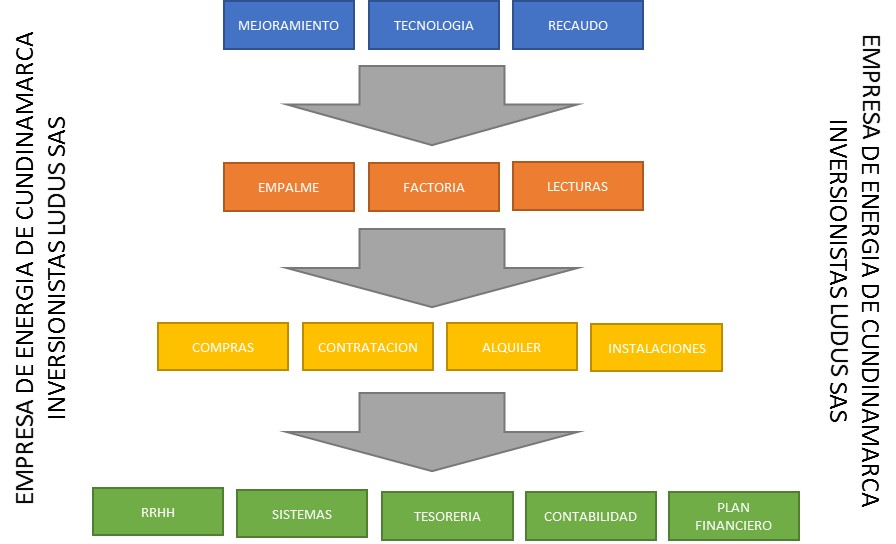 MEJORAMIENTO
TECNOLOGIA
RECAUDO
EMPRESA DE ENERGIA DE CUNDINAMARCA
INVERSIONISTAS LUDUS SAS
EMPRESA DE ENERGIA DE CUNDINAMARCA
INVERSIONISTAS LUDUS SAS
EMPALME
FACTORIA
LECTURAS
COMPRAS
CONTRATACION
ALQUILER
INSTALACIONES
RRHH
SISTEMAS
TESORERIA
CONTABILIDAD
PLAN
FINANCIERO